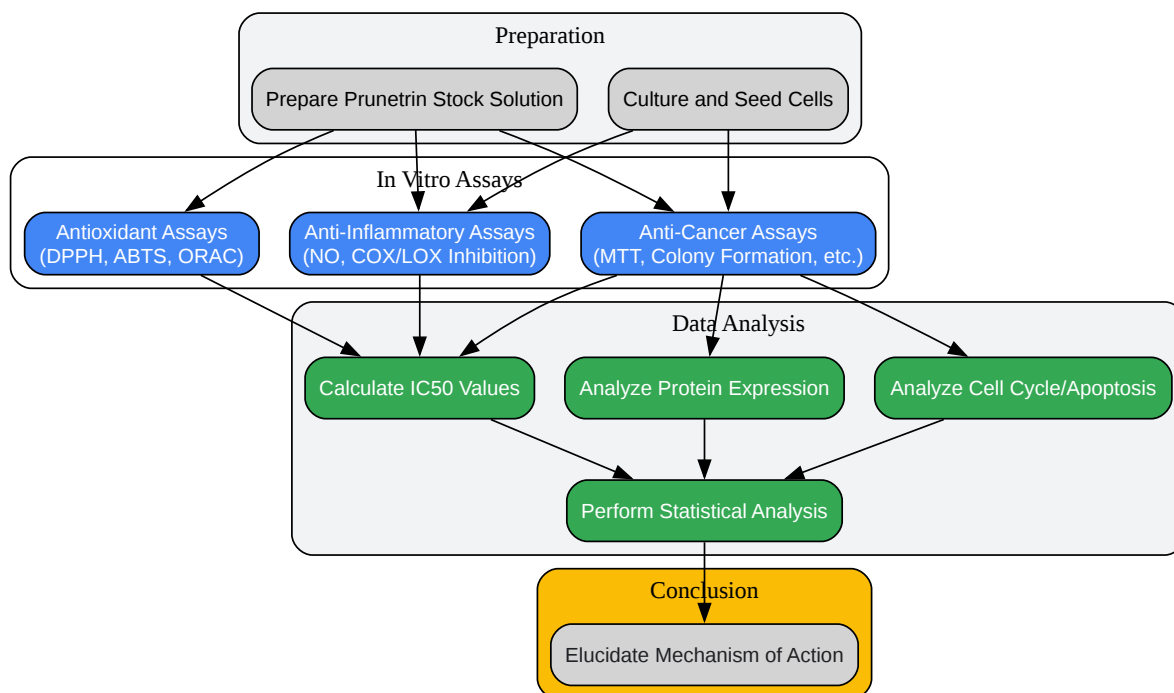 Preparation
Prepare Prunetrin Stock Solution
Culture and Seed Cells
In Vitro Assays
Antioxidant Assays
(DPPH, ABTS, ORAC)
Anti-Inflammatory Assays
(NO, COX/LOX Inhibition)
Anti-Cancer Assays
(MTT, Colony Formation, etc.)
Data Analysis
Calculate IC50 Values
Analyze Protein Expression
Analyze Cell Cycle/Apoptosis
Perform Statistical Analysis
Conclusion
Elucidate Mechanism of Action